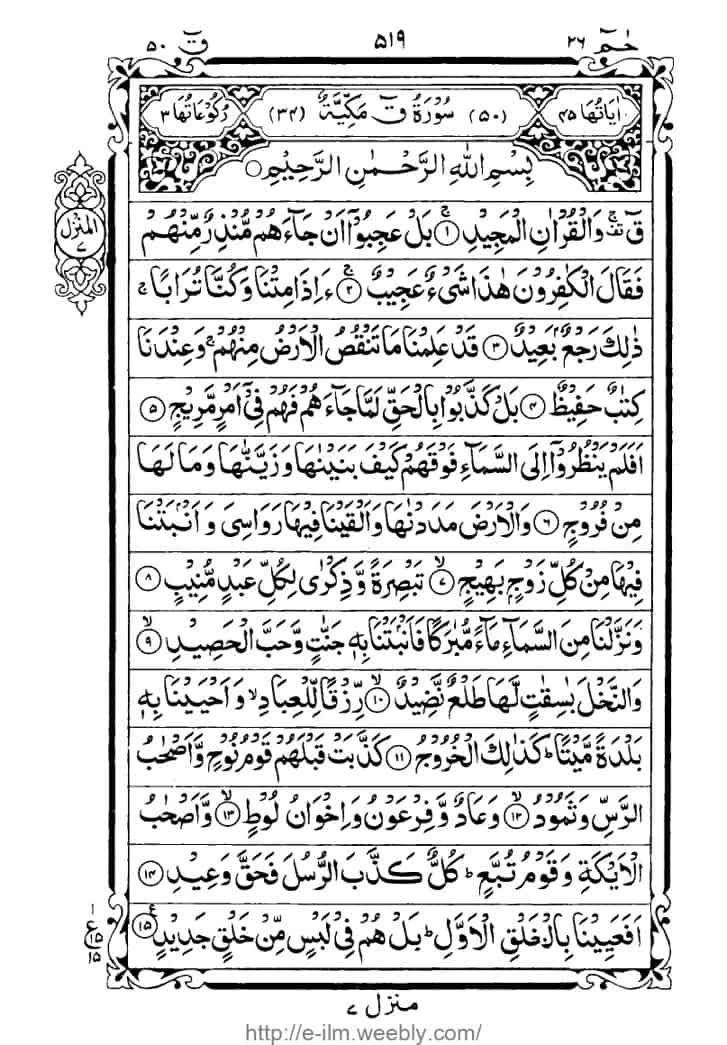 حٰمٓ ٢٦ ٥١٩ قٓ ٥٠
اٰيَاتُهَا ٤٥ (٥٠) سُوْرَةُ قٓ مَكِّيَّةٌ (٣٤) رُكُوْعَاتُهَا ٣
بِسْمِ اللّٰهِ الرَّحْمٰنِ الرَّحِيْمِ
قٓ ۚ وَالْقُرْاٰنِ الْمَجِيْدِ ۚ ١ بَلْ عَجِبُوْۤا اَنْ جَآءَهُمْ مُّنْذِرٌ مِّنْهُمْ
فَقَالَ الْكٰفِرُوْنَ هٰذَا شَيْءٌ عَجِيْبٌ ۚ ٢ ءَاِذَا مِتْنَا وَكُنَّا تُرَابًا ۚ
ذٰلِكَ رَجْعٌۢ بَعِيْدٌ ٣ قَدْ عَلِمْنَا مَا تَنْقُصُ الْاَرْضُ مِنْهُمْ ۚ وَعِنْدَنَا
كِتٰبٌ حَفِيْظٌ ٤ بَلْ كَذَّبُوْا بِالْحَقِّ لَمَّا جَآءَهُمْ فَهُمْ فِيْۤ اَمْرٍ مَّرِيْجٍ ٥
اَفَلَمْ يَنْظُرُوْۤا اِلَى السَّمَآءِ فَوْقَهُمْ كَيْفَ بَنَيْنٰهَا وَزَيَّنّٰهَا وَمَا لَهَا
مِنْ فُرُوْجٍ ٦ وَالْاَرْضَ مَدَدْنٰهَا وَاَلْقَيْنَا فِيْهَا رَوَاسِيَ وَاَنْۢبَتْنَا
فِيْهَا مِنْ كُلِّ زَوْجٍۢ بَهِيْجٍ ۙ ٧ تَبْصِرَةً وَّذِكْرٰى لِكُلِّ عَبْدٍ مُّنِيْبٍ ٨
وَنَزَّلْنَا مِنَ السَّمَآءِ مَآءً مُّبٰرَكًا فَاَنْۢبَتْنَا بِهٖ جَنّٰتٍ وَّحَبَّ الْحَصِيْدِ ۙ ٩
وَالنَّخْلَ بٰسِقٰتٍ لَّهَا طَلْعٌ نَّضِيْدٌ ۙ ١٠ رِّزْقًا لِّلْعِبَادِ ۙ وَاَحْيَيْنَا بِهٖ
بَلْدَةً مَّيْتًا ؕ كَذٰلِكَ الْخُرُوْجُ ١١ كَذَّبَتْ قَبْلَهُمْ قَوْمُ نُوْحٍ وَّاَصْحٰبُ
الرَّسِّ وَثَمُوْدُ ۙ ١٢ وَعَادٌ وَّفِرْعَوْنُ وَاِخْوَانُ لُوْطٍ ۙ ١٣ وَّاَصْحٰبُ
الْاَيْكَةِ وَقَوْمُ تُبَّعٍ ؕ كُلٌّ كَذَّبَ الرُّسُلَ فَحَقَّ وَعِيْدِ ١٤
اَفَعَيِيْنَا بِالْخَلْقِ الْاَوَّلِ ؕ بَلْ هُمْ فِيْ لَبْسٍ مِّنْ خَلْقٍ جَدِيْدٍ ١٥
اَلْمَنْزِل ٧
١
ع ١٥
١٥
منزل ٧
http://e-ilm.weebly.com/